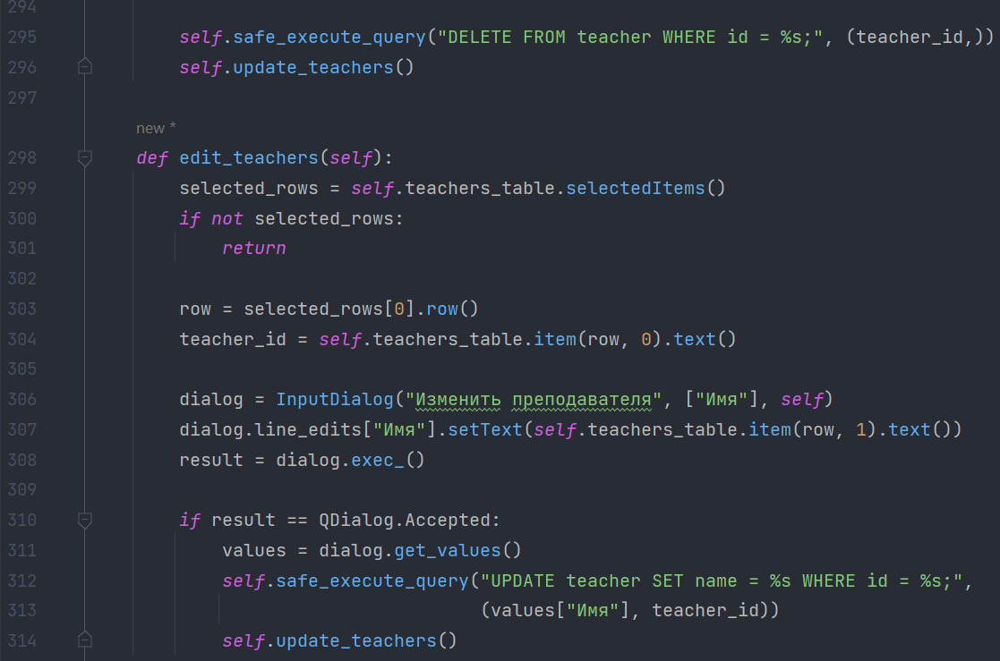 294
295 self.safe_execute_query("DELETE FROM teacher WHERE id = %s;", (teacher_id,))
296 self.update_teachers()
297
new *
298 def edit_teachers(self):
299 selected_rows = self.teachers_table.selectedItems()
300 if not selected_rows:
301 return
302
303 row = selected_rows[0].row()
304 teacher_id = self.teachers_table.item(row, 0).text()
305
306 dialog = InputDialog("Изменить преподавателя", ["Имя"], self)
307 dialog.line_edits["Имя"].setText(self.teachers_table.item(row, 1).text())
308 result = dialog.exec_()
309
310 if result == QDialog.Accepted:
311 values = dialog.get_values()
312 self.safe_execute_query("UPDATE teacher SET name = %s WHERE id = %s;",
313 (values["Имя"], teacher_id))
314 self.update_teachers()